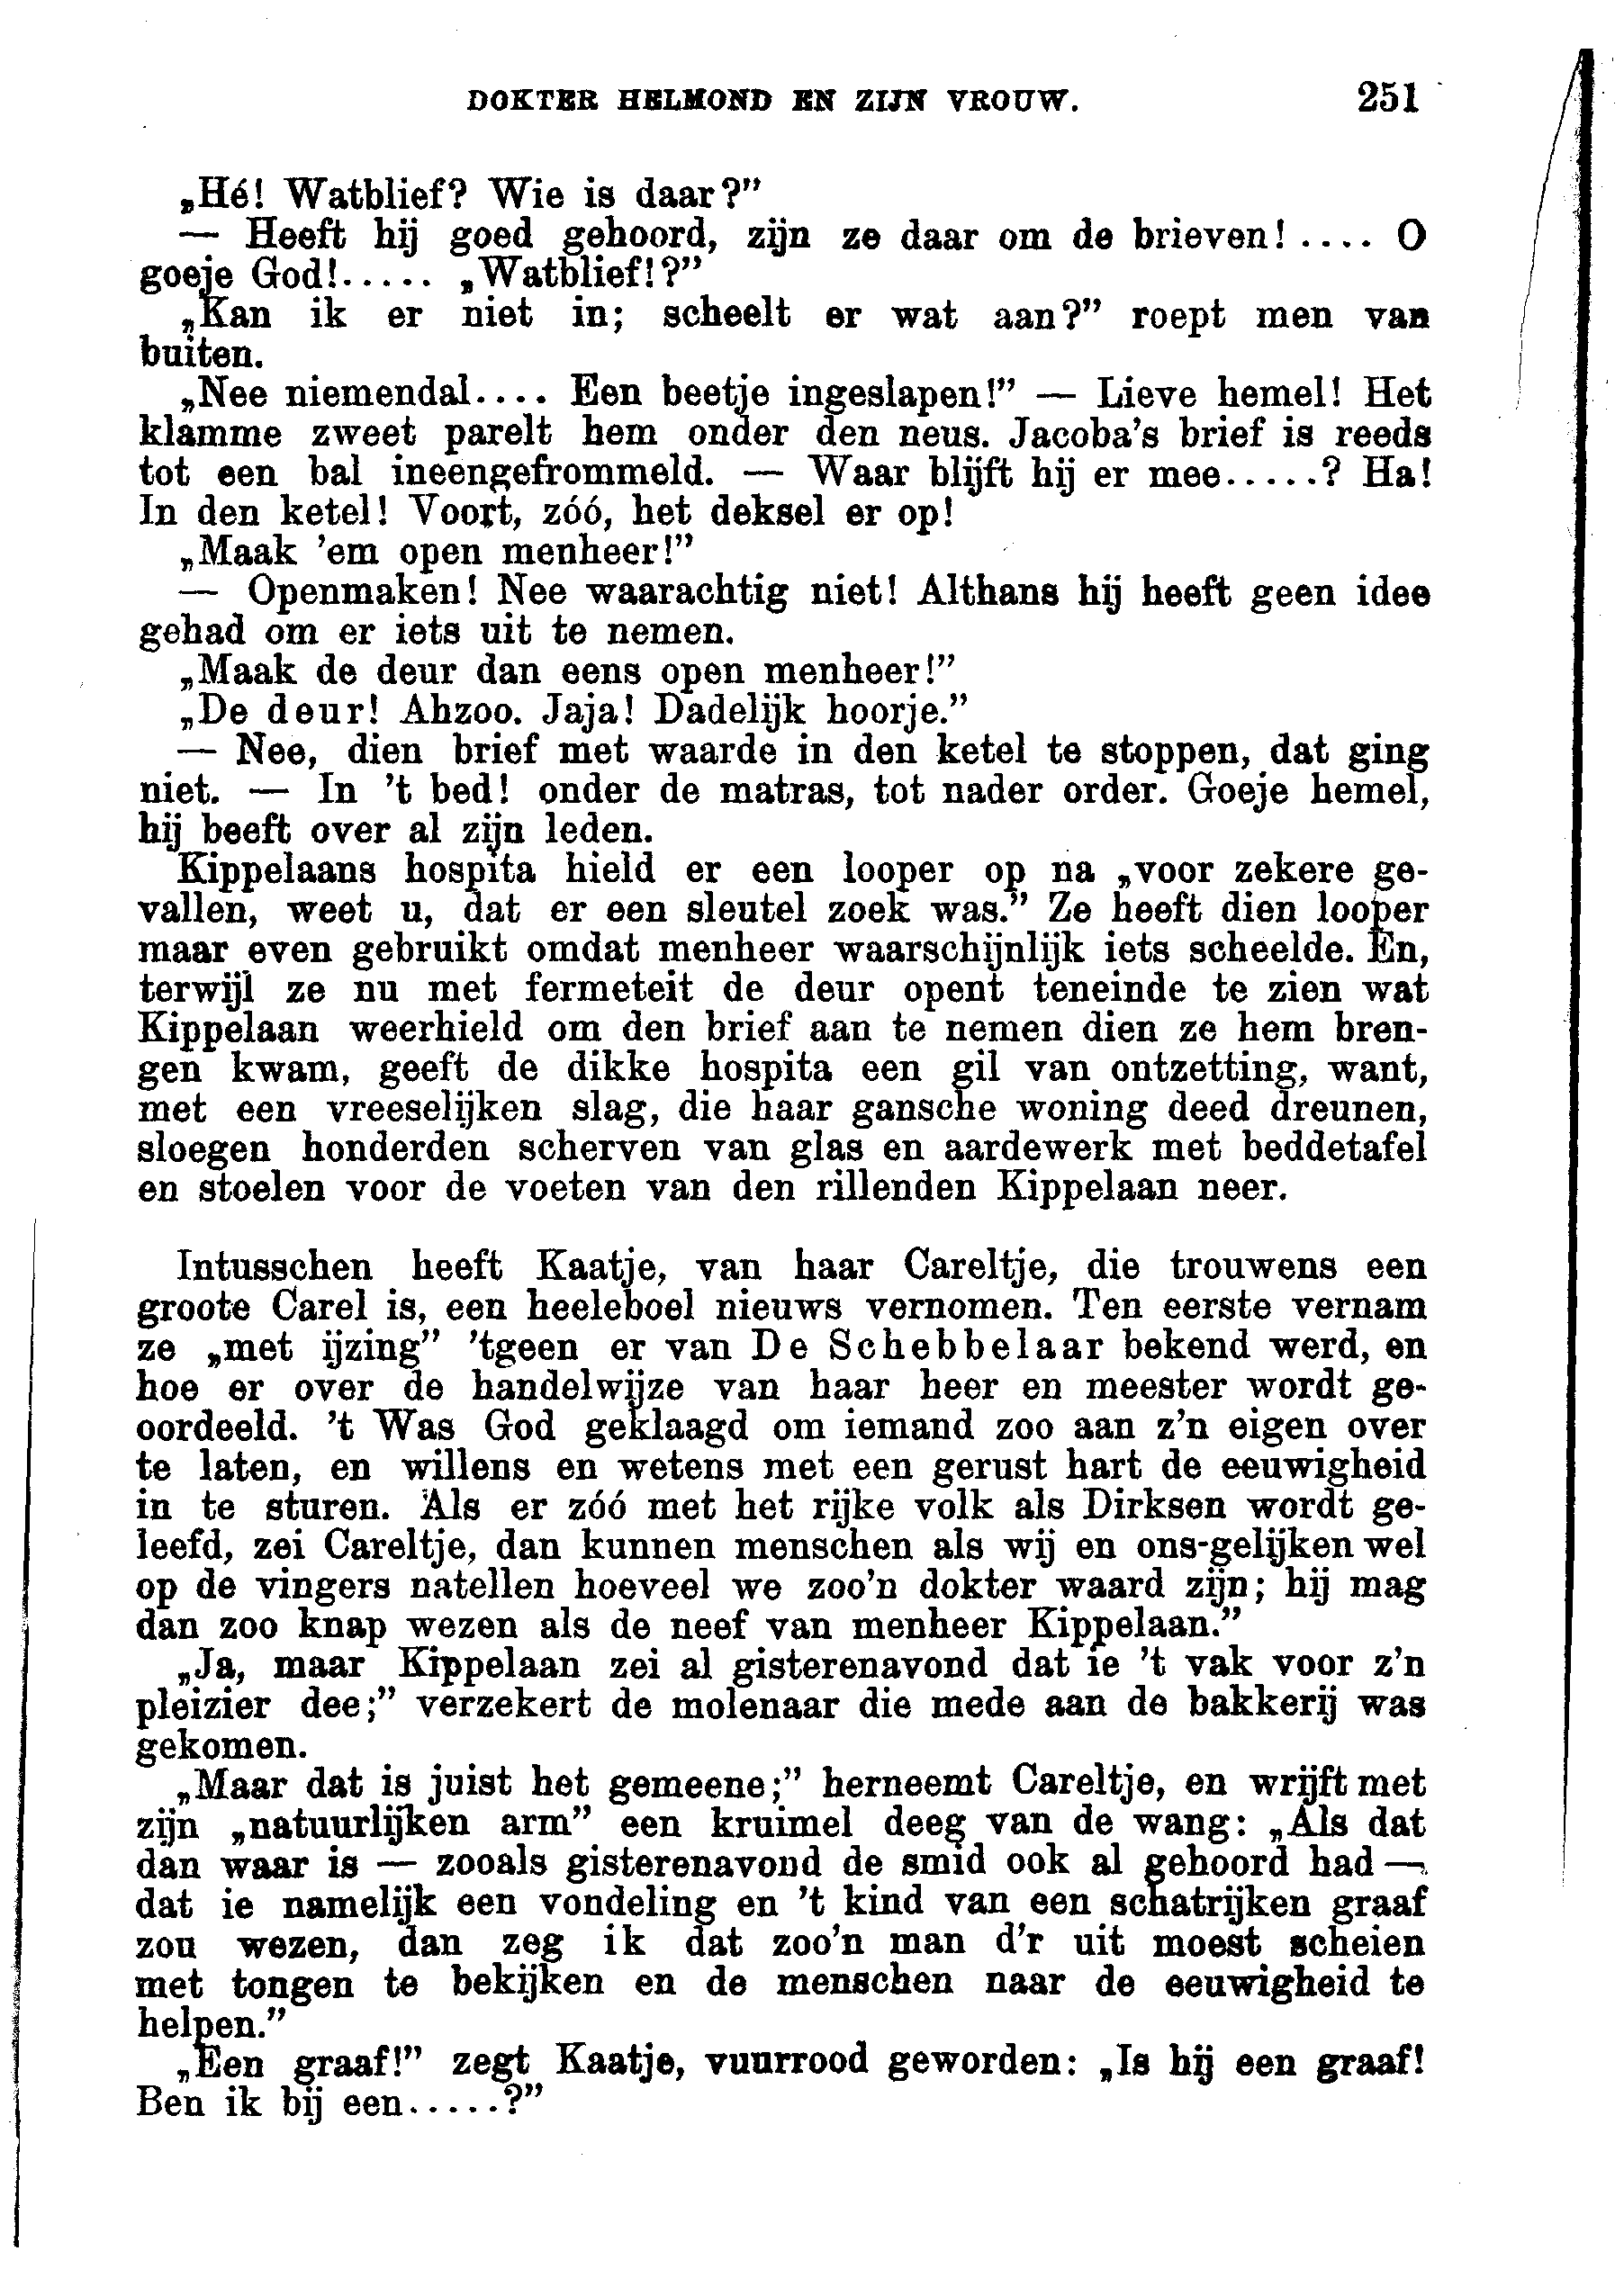 DOKTER HELMOND EN ZIJN VROUW. 251
„Hé! Watblief? Wie is daar?”
— Heeft hij goed gehoord, zijn ze daar om de brieven! .... O
goeje God!..... „Watblief!?”
„Kan ik er niet in; scheelt er wat aan?” roept men van
buiten.
„Nee niemendal.... Een beetje ingeslapen!” — Lieve hemel! Het
klamme zweet parelt hem onder den neus. Jacoba's brief is reeds
tot een bal ineengefrommeld. — Waar blijft hij er mee.....? Ha!
In den ketel! Voort, zóó, het deksel er op!
„Maak 'em open menheer!”
— Openmaken! Nee waarachtig niet! Althans hij heeft geen idee
gehad om er iets uit te nemen.
„Maak de deur dan eens open menheer!”
„De deur! Ahzoo. Jaja! Dadelijk hoorje.”
— Nee, dien brief met waarde in den ketel te stoppen, dat ging
niet. — In 't bed! onder de matras, tot nader order. Goeje hemel,
hij beeft over al zijn leden.
Kippelaans hospita hield er een looper op na „voor zekere ge-
vallen, weet u, dat er een sleutel zoek was.” Ze heeft dien looper
maar even gebruikt omdat menheer waarschijnlijk iets scheelde. En,
terwijl ze nu met fermeteit de deur opent teneinde te zien wat
Kippelaan weerhield om den brief aan te nemen dien ze hem bren-
gen kwam, geeft de dikke hospita een gil van ontzetting, want,
met een vreeselijken slag, die haar gansche woning deed dreunen,
sloegen honderden scherven van glas en aardewerk met beddetafel
en stoelen voor de voeten van den rillenden Kippelaan neer.
Intusschen heeft Kaatje, van haar Careltje, die trouwens een
groote Carel is, een heeleboel nieuws vernomen. Ten eerste vernam
ze „met ijzing” 'tgeen er van De Schebbelaar bekend werd, en
hoe er over de handelwijze van haar heer en meester wordt ge-
oordeeld. 't Was God geklaagd om iemand zoo aan z'n eigen over
te laten, en willens en wetens met een gerust hart de eeuwigheid
in te sturen. Als er zóó met het rijke volk als Dirksen wordt ge-
leefd, zei Careltje, dan kunnen menschen als wij en ons-gelijken wel
op de vingers natellen hoeveel we zoo'n dokter waard zijn; hij mag
dan zoo knap wezen als de neef van menheer Kippelaan.”
„Ja, maar Kippelaan zei al gisterenavond dat ie 't vak voor z'n
pleizier dee;” verzekert de molenaar die mede aan de bakkerij was
gekomen.
„Maar dat is juist het gemeene;” herneemt Careltje, en wrijft met
zijn „natuurlijken arm” een kruimel deeg van de wang: „Als dat
dan waar is — zooals gisterenavond de smid ook al gehoord had —
dat ie namelijk een vondeling en 't kind van een schatrijken graaf
zou wezen, dan zeg ik dat zoo'n man d'r uit moest scheien
met tongen te bekijken en de menschen naar de eeuwigheid te
helpen.”
„Een graaf!” zegt Kaatje, vuurrood geworden: „Is hij een graaf!
Ben ik bij een.....?”